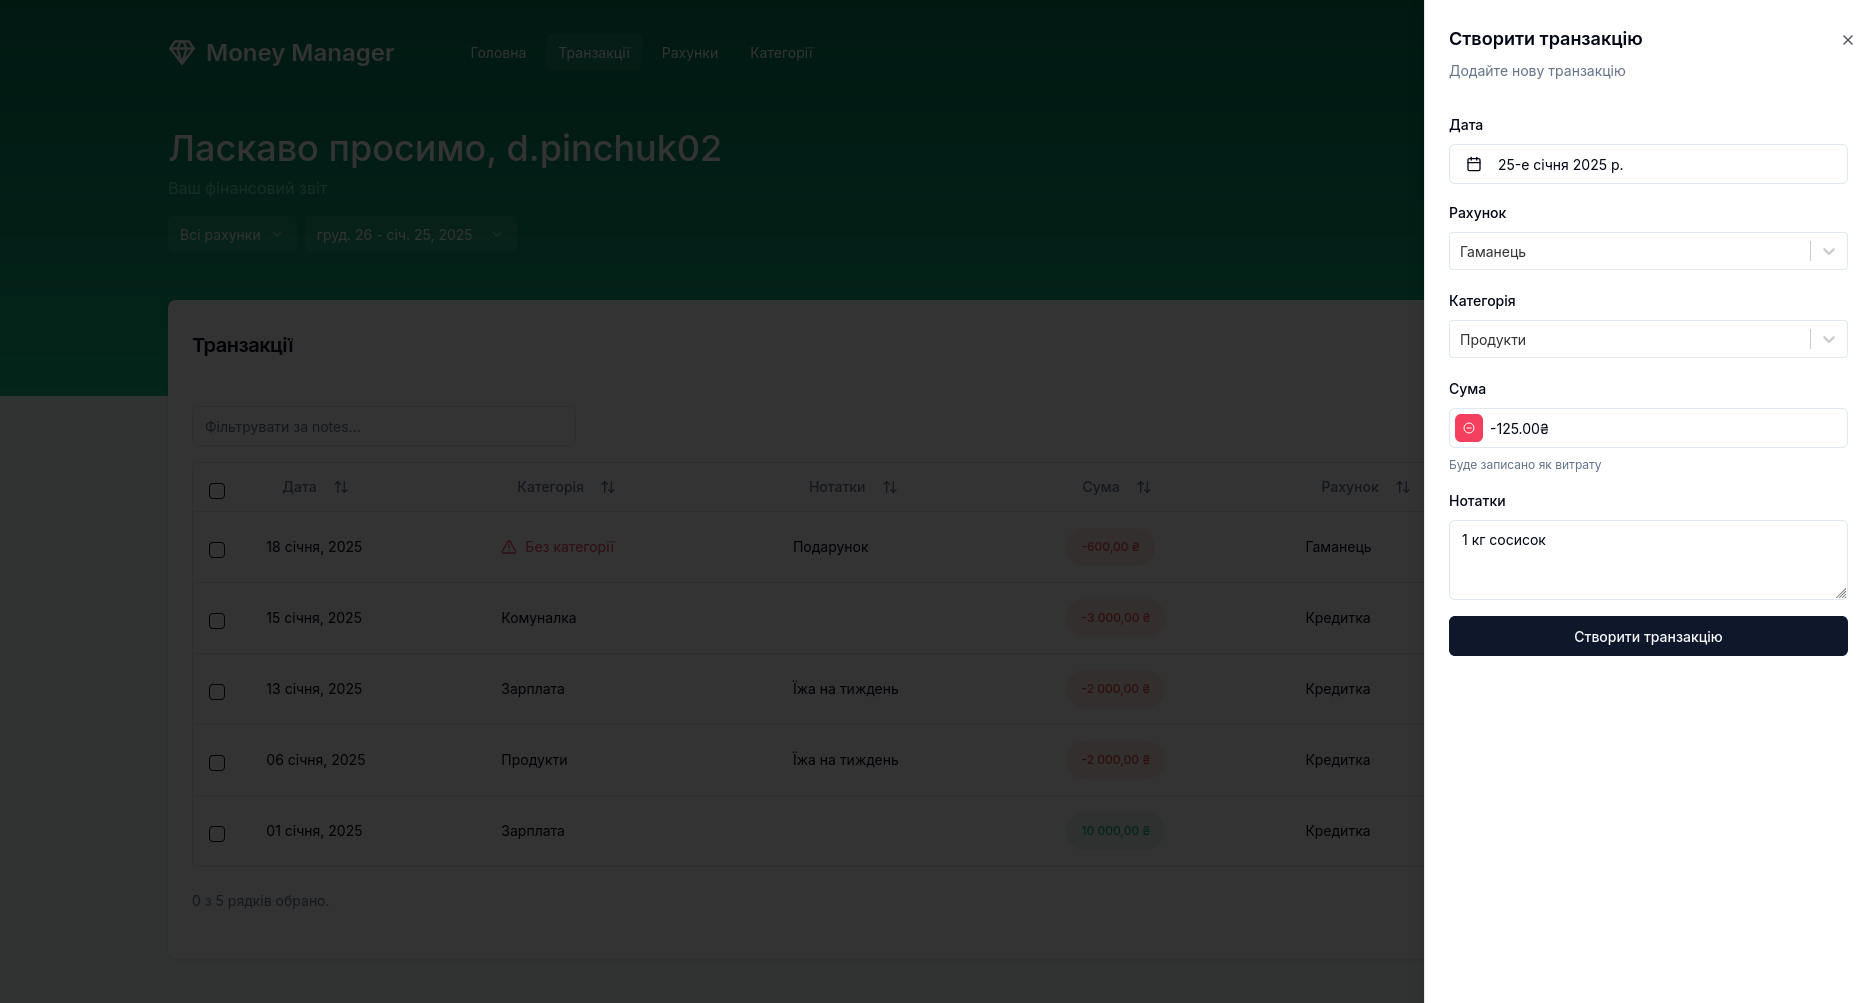 Money Manager
Головна Транзакції Рахунки Категорії
Ласкаво просимо, d.pinchuk02
Ваш фінансовий звіт
Всі рахунки груд. 26 - січ. 25, 2025
Транзакції
Фільтрувати за notes...
Дата Категорія Нотатки Сума Рахунок
18 січня, 2025 Без категорії Подарунок -600,00 ₴ Гаманець
15 січня, 2025 Комуналка -3 000,00 ₴ Кредитка
13 січня, 2025 Зарплата Їжа на тиждень -2 000,00 ₴ Кредитка
06 січня, 2025 Продукти Їжа на тиждень -2 000,00 ₴ Кредитка
01 січня, 2025 Зарплата 10 000,00 ₴ Кредитка
0 з 5 рядків обрано.
Створити транзакцію
Додайте нову транзакцію
Дата
25-е січня 2025 р.
Рахунок
Гаманець
Категорія
Продукти
Сума
-125.00₴
Буде записано як витрату
Нотатки
1 кг сосисок
Створити транзакцію